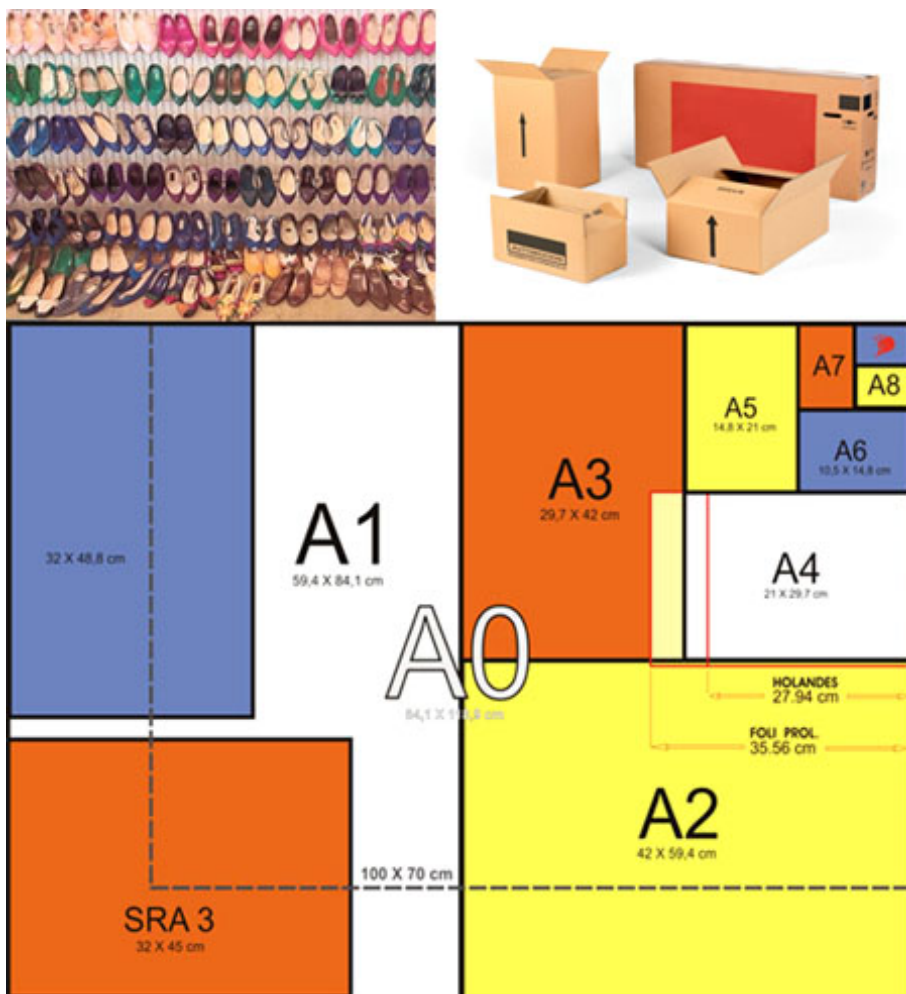 A7
A8
A5
14,8 X 21 cm
A6
10,5 X 14,8 cm
A3
29,7 X 42 cm
A1
59,4 X 84,1 cm
32 X 48,8 cm
A4
21 X 29.7 cm
A0
HOLANDES
27.94 cm
FOLI PROL.
35.56 cm
A2
42 X 59,4 cm
100 X 70 cm
SRA 3
32 X 45 cm